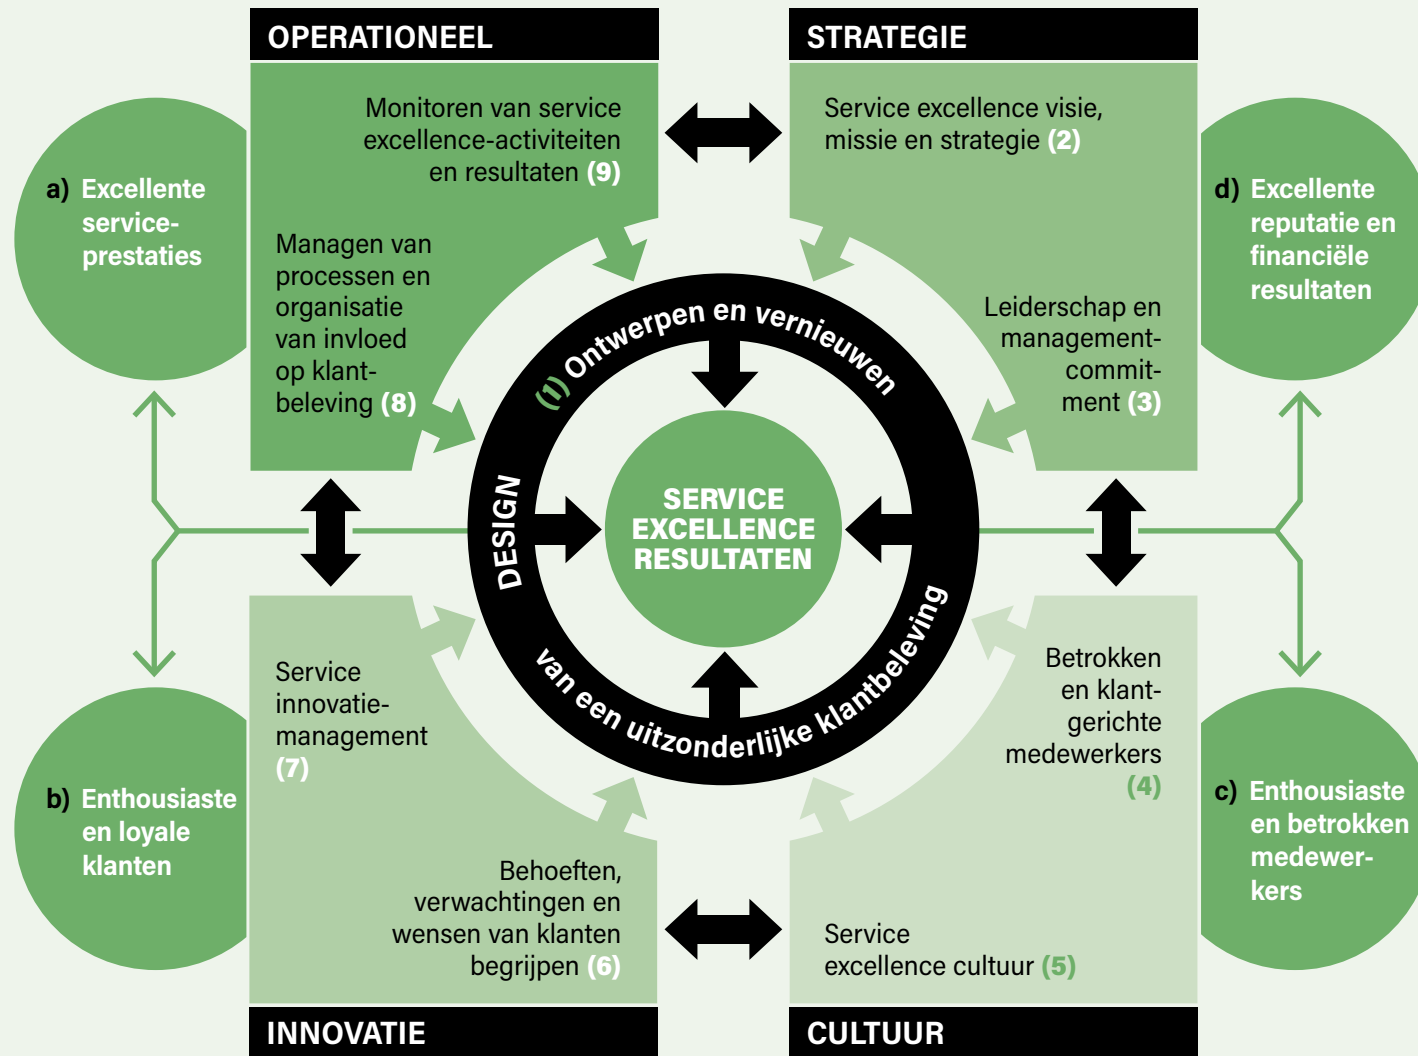 OPERATIONEEL
Monitoren van service
excellence-activiteiten
en resultaten (9)
Managen van
processen en
organisatie
van invloed
op klant-
beleving (8)
STRATEGIE
Service excellence visie,
missie en strategie (2)
Leiderschap en
management-
commit-
ment (3)
a) Excellente
service-
prestaties
d) Excellente
reputatie en
financiële
resultaten
DESIGN
(1) Ontwerpen en vernieuwen
van een uitzonderlijke klantbeleving
SERVICE
EXCELLENCE
RESULTATEN
b) Enthousiaste
en loyale
klanten
Service
innovatie-
management
(7)
Behoeften,
verwachtingen en
wensen van klanten
begrijpen (6)
INNOVATIE
Betrokken
en klant-
gerichte
medewerkers
(4)
Service
excellence cultuur (5)
CULTUUR
c) Enthousiaste
en betrokken
medewer-
kers